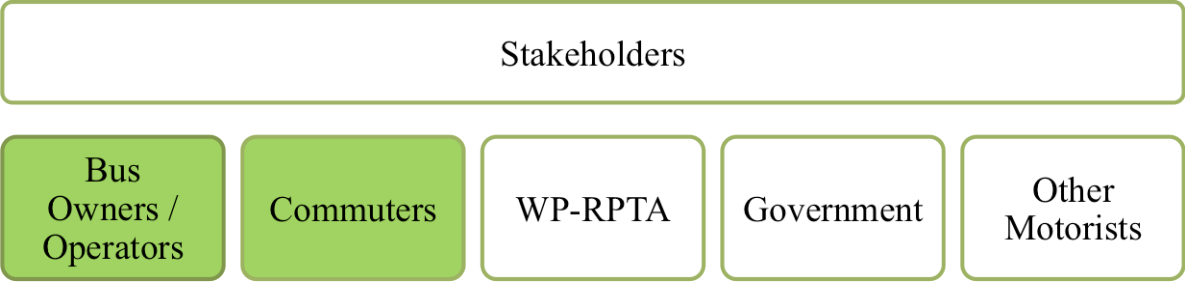 Stakeholders
Bus
Owners /
Operators
Commuters
WP-RPTA
Government
Other
Motorists